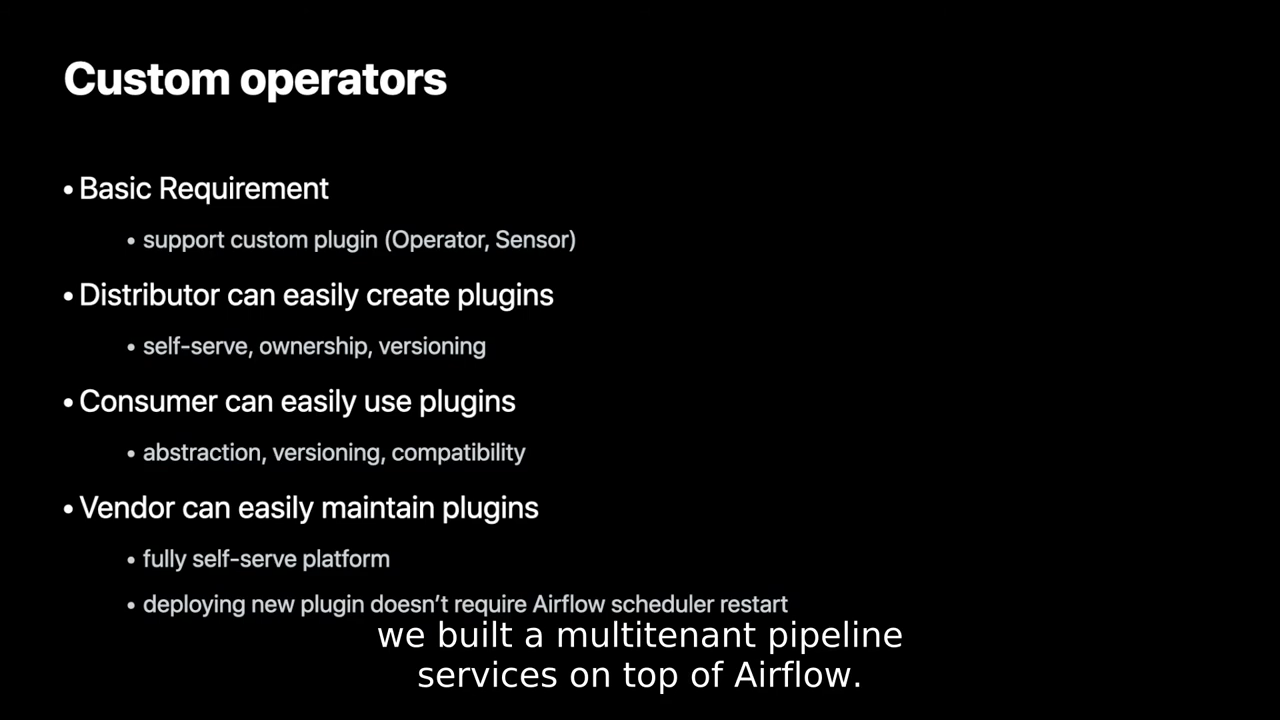 Custom operators
• Basic Requirement
• support custom plugin (Operator, Sensor)
• Distributor can easily create plugins
• self-serve, ownership, versioning
• Consumer can easily use plugins
• abstraction, versioning, compatibility
• Vendor can easily maintain plugins
• fully self-serve platform
• deploying new plugin doesn’t require Airflow scheduler restart
we built a multitenant pipeline
services on top of Airflow.